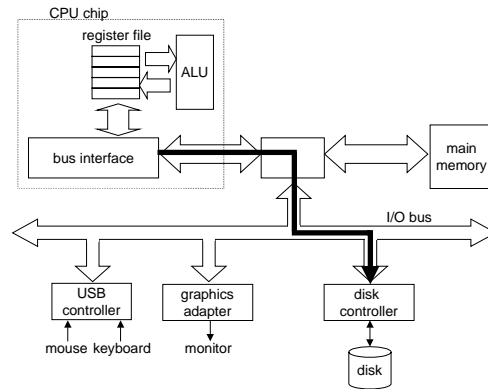 CPU chip
register file
ALU
bus interface
main
memory
I/O bus
USB
controller
graphics
adapter
disk
controller
mouse keyboard
monitor
disk